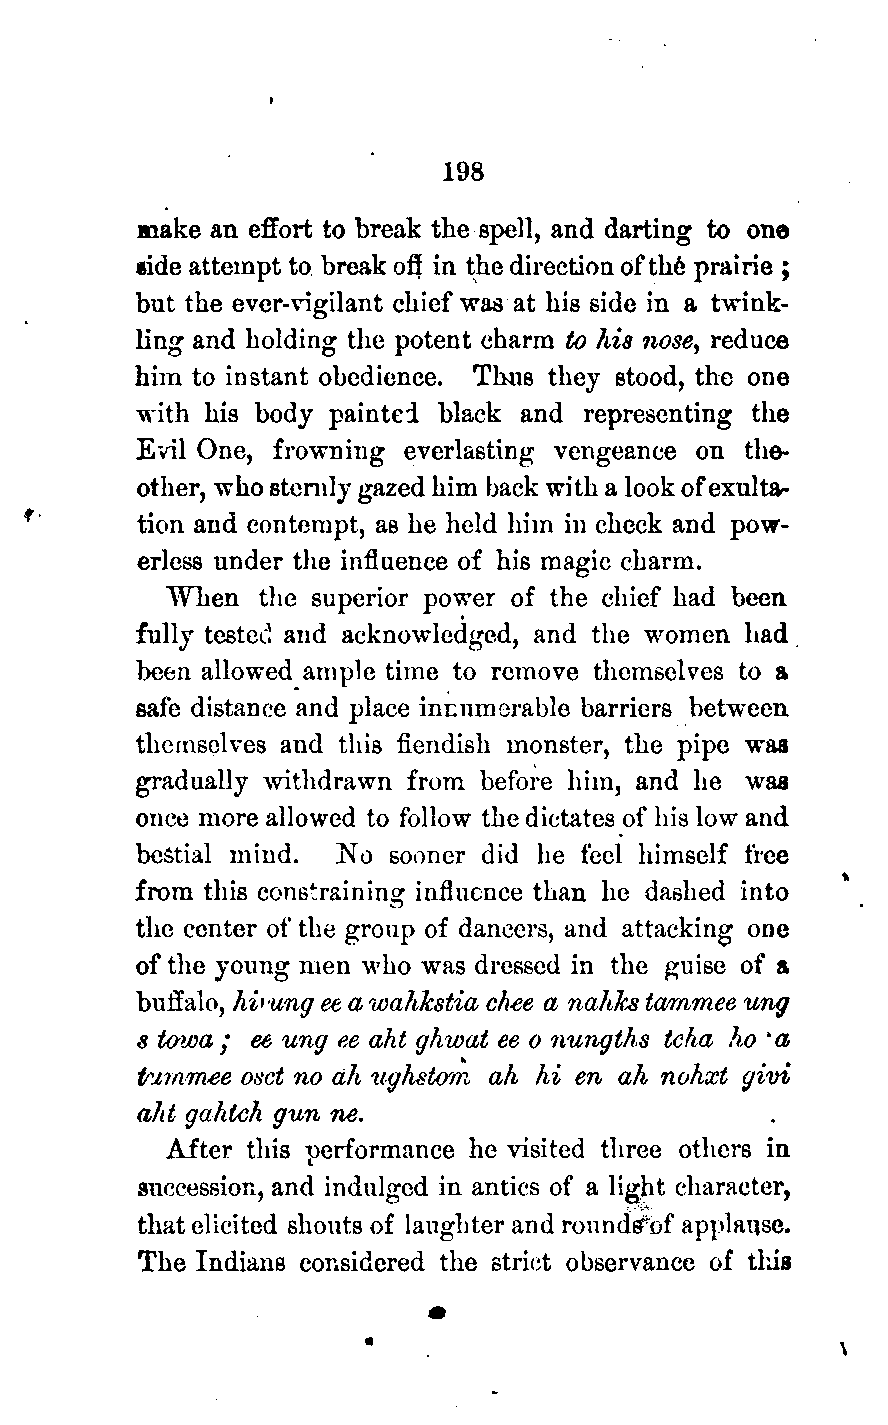 198
make an effort to break the spell, and darting to one
side attempt to break off in the direction of the prairie ;
but the ever-vigilant chief was at his side in a twink-
ling and holding the potent charm to his nose, reduce
him to instant obedience. Thus they stood, the one
with his body painted black and representing the
Evil One, frowning everlasting vengeance on the
other, who sternly gazed him back with a look of exulta-
tion and contempt, as he held him in check and pow-
erless under the influence of his magic charm.
When the superior power of the chief had been
fully tested and acknowledged, and the women had
been allowed ample time to remove themselves to a
safe distance and place innumerable barriers between
themselves and this fiendish monster, the pipe was
gradually withdrawn from before him, and he was
once more allowed to follow the dictates of his low and
bestial mind. No sooner did he feel himself free
from this constraining influence than he dashed into
the center of the group of dancers, and attacking one
of the young men who was dressed in the guise of a
buffalo, ung ee a wahkstia chee a nahks tammee ung
s towa ; ee ung ee aht ghwat ee o nungths tcha ho a
tammee osct no ah ughstom ah hi en ah nohxt givi
aht gahtch gun ne.
After this performance he visited three others in
succession, and indulged in antics of a light character,
that elicited shouts of laughter and rounds of applause.
The Indians considered the strict observance of this